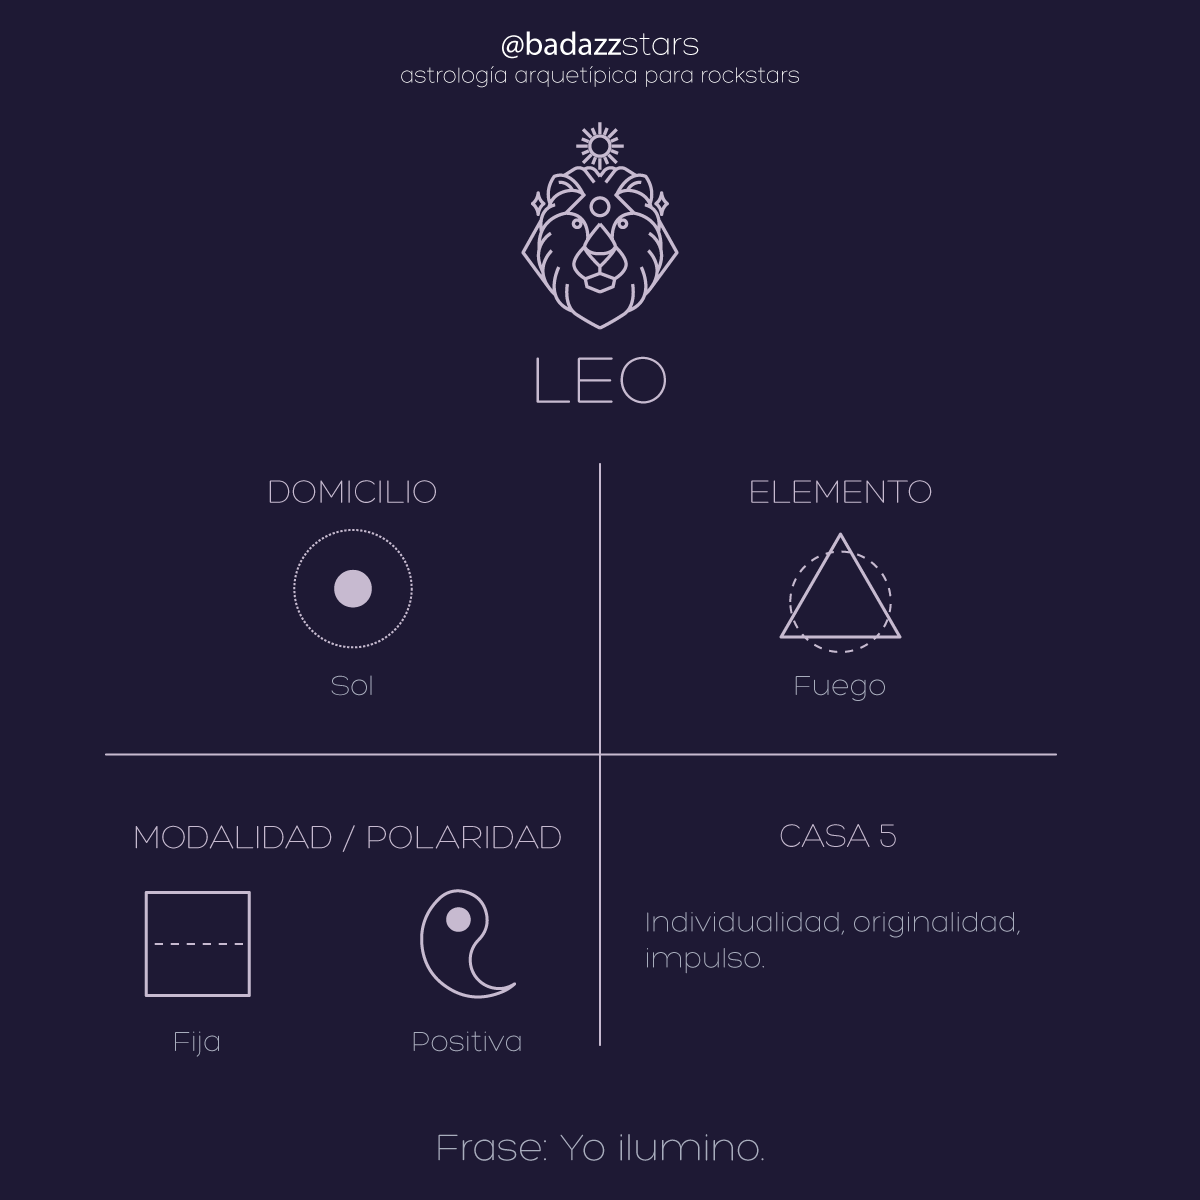 @badazzstars
astrología arquetípica para rockstars
LEO
DOMICILIO
Sol
ELEMENTO
Fuego
MODALIDAD / POLARIDAD
Fija
Positiva
CASA 5
Individualidad, originalidad,
impulso.
Frase: Yo ilumino.